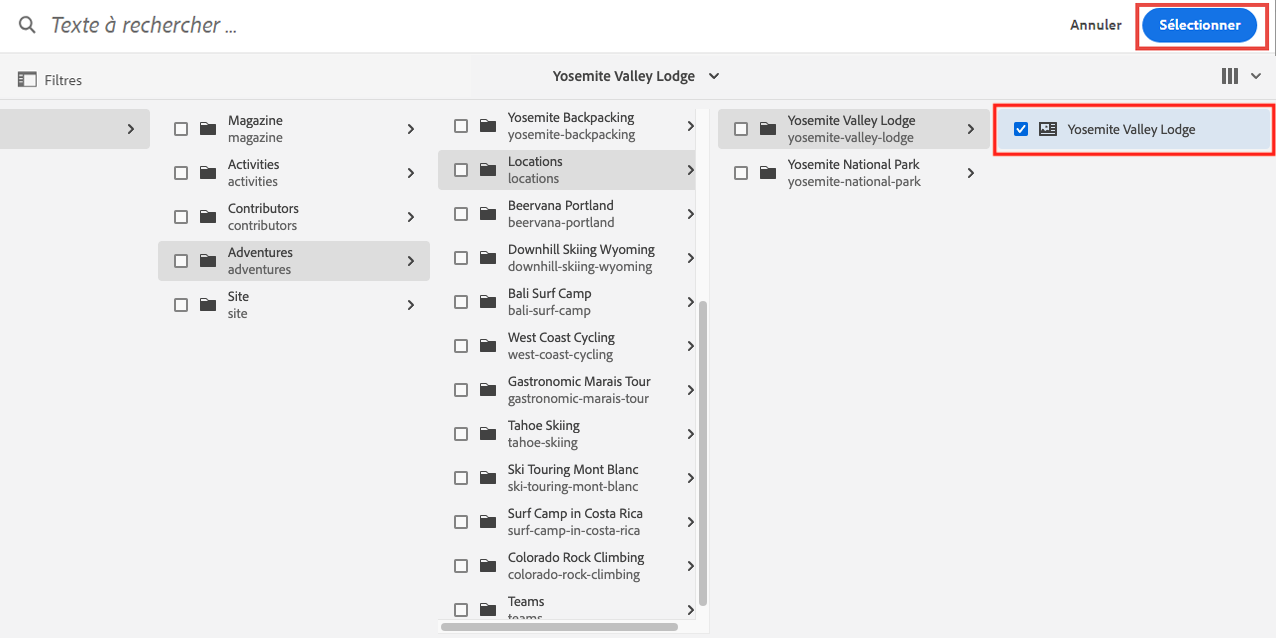 Texte à rechercher ...
Annuler
Sélectionner
Filtres
Yosemite Valley Lodge
Magazine
magazine
Activities
activities
Contributors
contributors
Adventures
adventures
Site
site
Yosemite Backpacking
yosemite-backpacking
Locations
locations
Beervana Portland
beervana-portland
Downhill Skiing Wyoming
downhill-skiing-wyoming
Bali Surf Camp
bali-surf-camp
West Coast Cycling
west-coast-cycling
Gastronomic Marais Tour
gastronomic-marais-tour
Tahoe Skiing
tahoe-skiing
Ski Touring Mont Blanc
ski-touring-mont-blanc
Surf Camp in Costa Rica
surf-camp-in-costa-rica
Colorado Rock Climbing
colorado-rock-climbing
Teams
teams
Yosemite Valley Lodge
yosemite-valley-lodge
Yosemite National Park
yosemite-national-park
Yosemite Valley Lodge